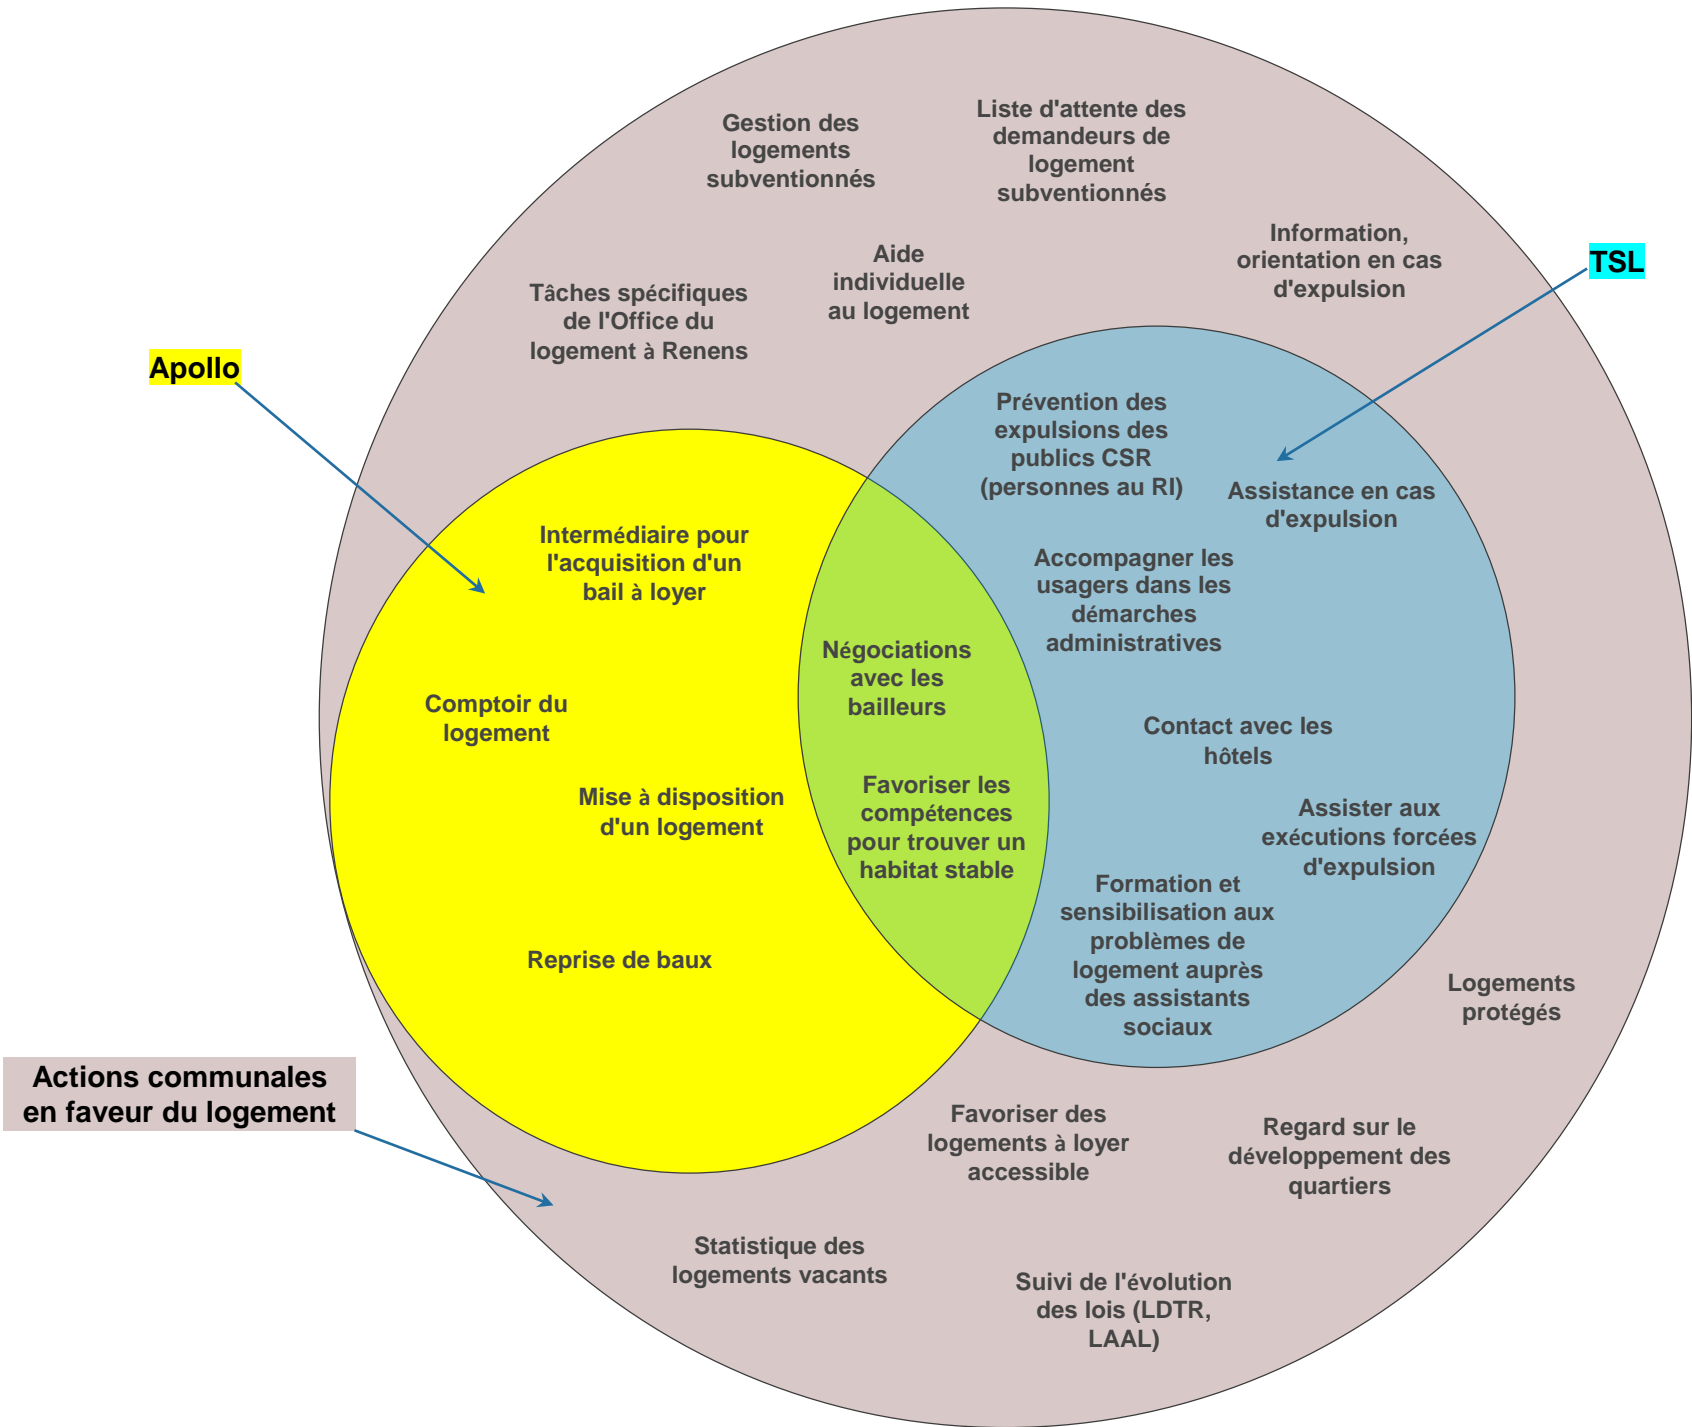 Gestion des
logements
subventionnés
Liste d'attente des
demandeurs de
logement
subventionnés
Information,
orientation en cas
d'expulsion
TSL
Aide
individuelle
au logement
Tâches spécifiques
de l'Office du
logement à Renens
Apollo
Prévention des
expulsions des
publics CSR
(personnes au RI)
Assistance en cas
d'expulsion
Intermédiaire pour
l'acquisition d'un
bail à loyer
Accompagner les
usagers dans les
démarches
administratives
Négociations
avec les
bailleurs
Comptoir du
logement
Contact avec les
hôtels
Mise à disposition
d'un logement
Favoriser les
compétences
pour trouver un
habitat stable
Assister aux
exécutions forcées
d'expulsion
Formation et
sensibilisation aux
problèmes de
logement auprès
des assistants
sociaux
Reprise de baux
Logements
protégés
Actions communales
en faveur du logement
Favoriser des
logements à loyer
accessible
Regard sur le
développement des
quartiers
Statistique des
logements vacants
Suivi de l'évolution
des lois (LDTR,
LAAL)